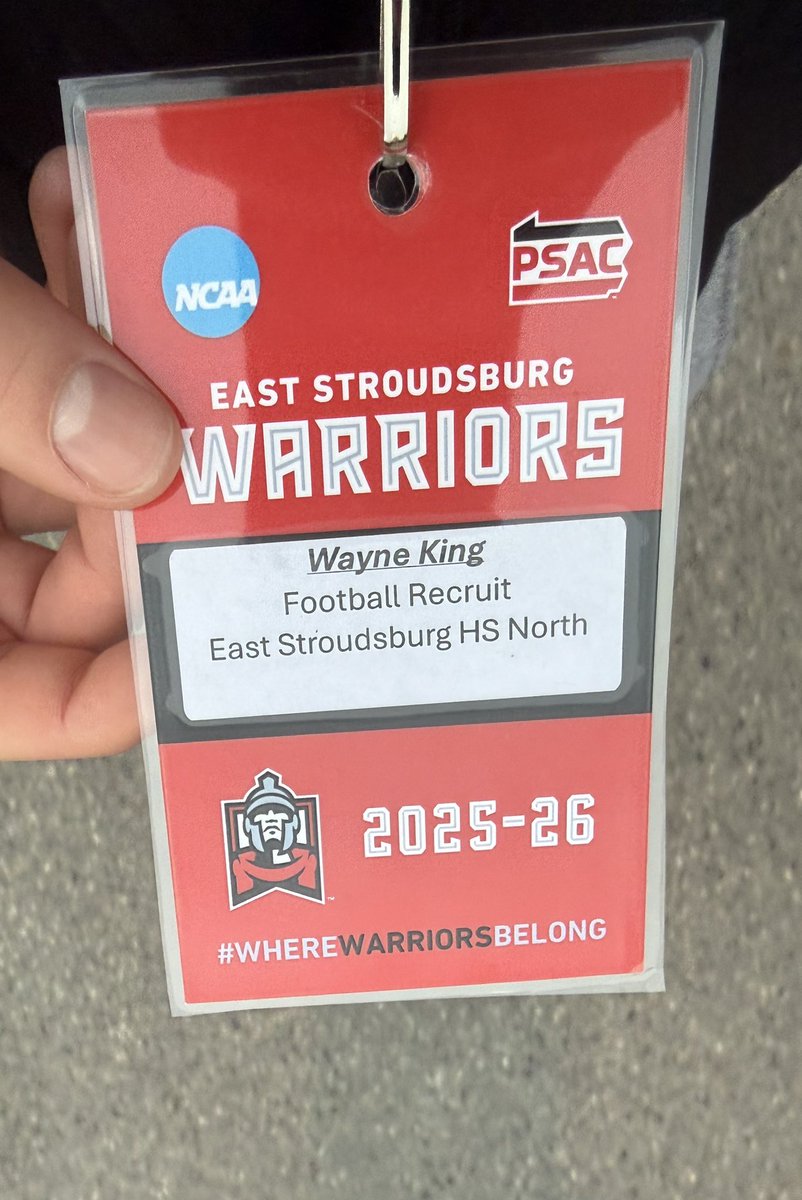 NCAA
PSAC
EAST STROUDSBURG
WARRIORS
Wayne King
Football Recruit
East Stroudsburg HS North
2025-26
#WHEREWARRIORSBELONG